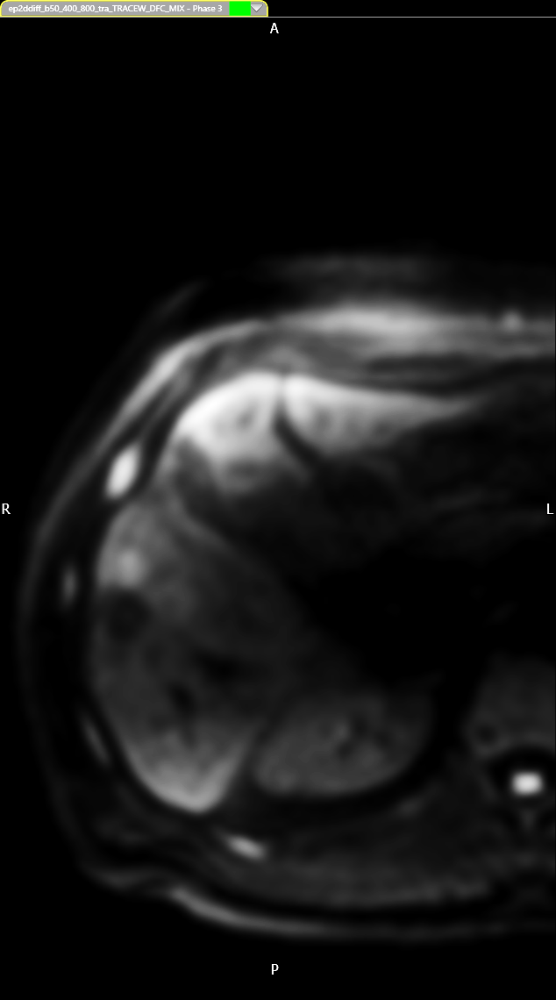 ep2ddiff_b50_400_800_tra_TRACEW_DFC_MIX - Phase 3
A
R
L
P